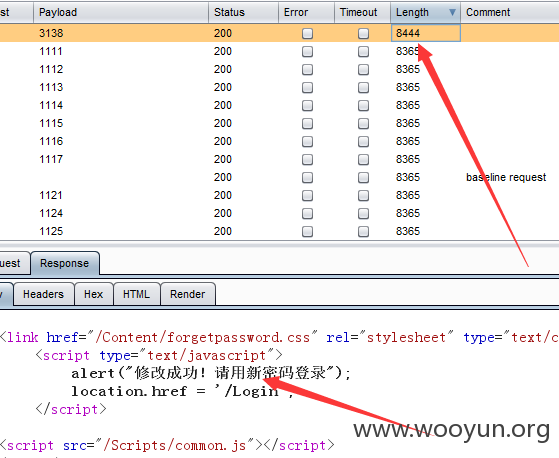 est Payload Status Error Timeout Length Comment
3138 200 8444
1111 200 8365
1112 200 8365
1113 200 8365
1114 200 8365
1115 200 8365
1116 200 8365
1117 200 8365
200 8365 baseline request
1121 200 8365
1124 200 8365
1125 200 8365
uest Response
Headers Hex HTML Render
<link href="/Content/forgetpassword.css" rel="stylesheet" type="text/c
<script type="text/javascript">
alert("修改成功！请用新密码登录");
location.href = '/Login';
</script>
www.wooyun.org
<script src="/Scripts/common.js"></script>